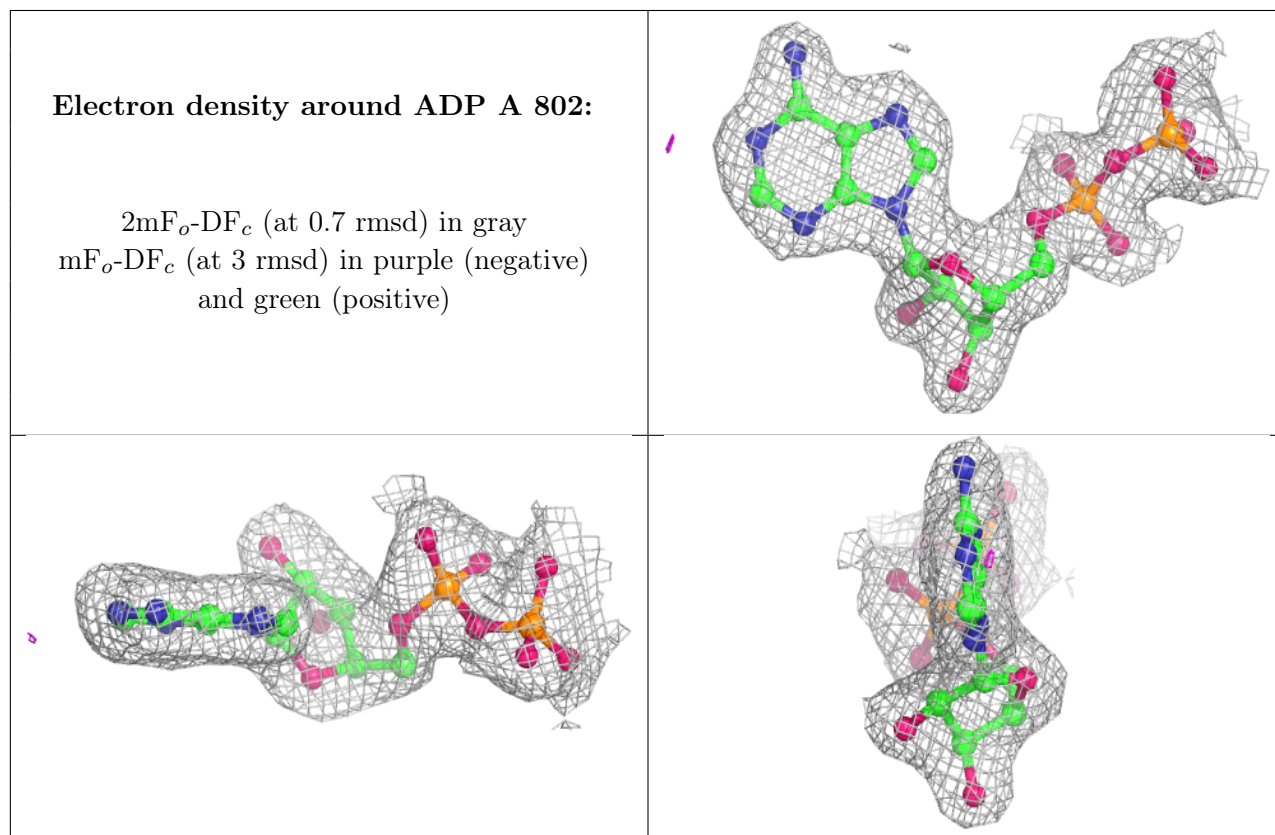 Electron density around ADP A 802:
2mFo-DFc (at 0.7 rmsd) in gray
mFo-DFc (at 3 rmsd) in purple (negative)
and green (positive)